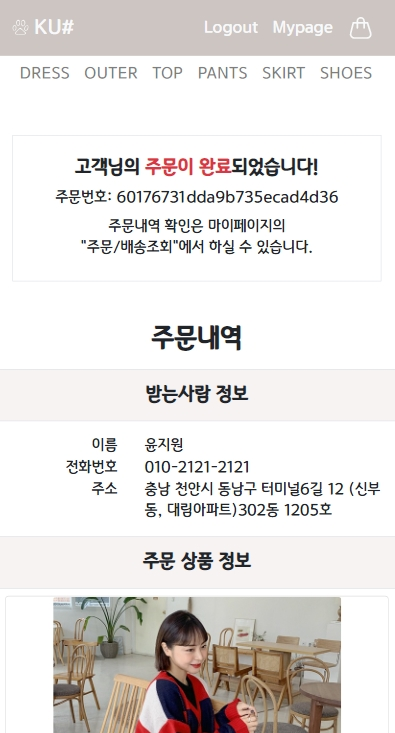 KU# Logout Mypage
DRESS OUTER TOP PANTS SKIRT SHOES
고객님의 주문이 완료되었습니다!
주문번호: 60176731dda9b735ecad4d36
주문내역 확인은 마이페이지의
"주문/배송조회"에서 하실 수 있습니다.
주문내역
받는사람 정보
이름 윤지원
전화번호 010-2121-2121
주소 충남 천안시 동남구 터미널6길 12 (신부
동, 대림아파트)302동 1205호
주문 상품 정보